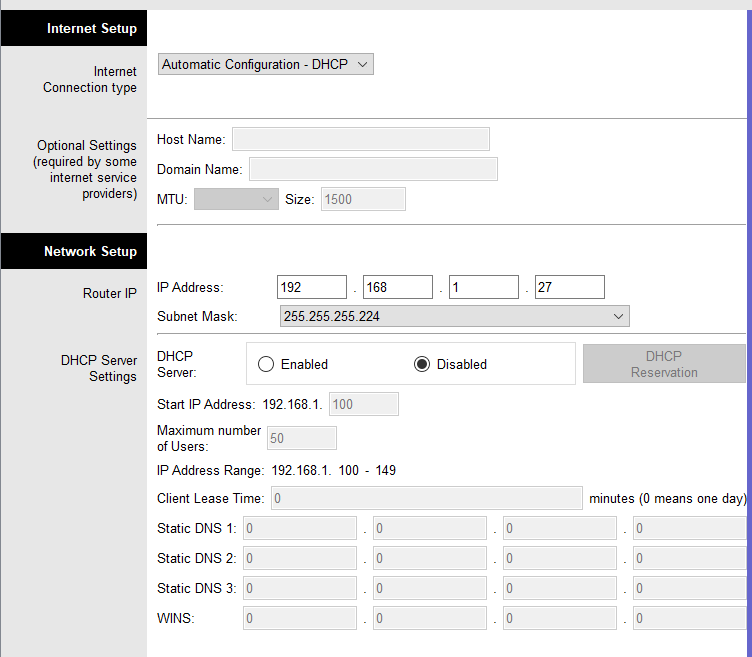 Internet Setup
Internet
Connection type
Automatic Configuration - DHCP
Optional Settings
(required by some
internet service
providers)
Host Name:
Domain Name:
MTU: Size: 1500
Network Setup
Router IP
IP Address: 192 . 168 . 1 . 27
Subnet Mask: 255.255.255.224
DHCP Server
Settings
DHCP
Server:
Enabled Disabled
DHCP
Reservation
Start IP Address: 192.168.1. 100
Maximum number
of Users:
50
IP Address Range: 192.168.1. 100 - 149
Client Lease Time: 0 minutes (0 means one day)
Static DNS 1: 0 . 0 . 0 . 0
Static DNS 2: 0 . 0 . 0 . 0
Static DNS 3: 0 . 0 . 0 . 0
WINS: 0 . 0 . 0 . 0